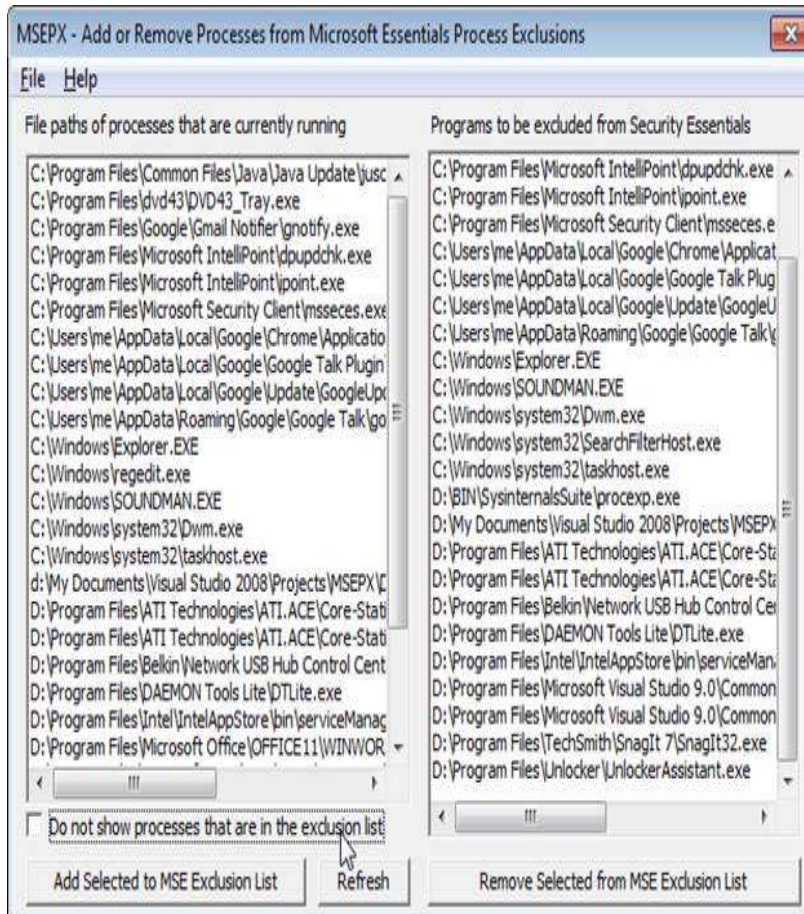 MSEPX - Add or Remove Processes from Microsoft Essentials Process Exclusions
File Help
File paths of processes that are currently running
C:\Program Files\Common Files\Java\Java Update\jusc
C:\Program Files\dvd43\DVD43_Tray.exe
C:\Program Files\Google\Gmail Notifier\gnotify.exe
C:\Program Files\Microsoft IntelliPoint\dpupdchk.exe
C:\Program Files\Microsoft IntelliPoint\ipoint.exe
C:\Program Files\Microsoft Security Client\msseces.exe
C:\Users\me\AppData\Local\Google\Chrome\Applicatio
C:\Users\me\AppData\Local\Google\Google Talk Plugin
C:\Users\me\AppData\Local\Google\Update\GoogleUpd
C:\Users\me\AppData\Roaming\Google\Google Talk\go
C:\Windows\Explorer.EXE
C:\Windows\regedit.exe
C:\Windows\SOUNDMAN.EXE
C:\Windows\system32\Dwm.exe
C:\Windows\system32\taskhost.exe
d:\My Documents\Visual Studio 2008\Projects\MSEPX\D
D:\Program Files\ATI Technologies\ATI.ACE\Core-Stati
D:\Program Files\ATI Technologies\ATI.ACE\Core-Stati
D:\Program Files\Belkin\Network USB Hub Control Cent
D:\Program Files\DAEMON Tools Lite\DTLite.exe
D:\Program Files\Intel\IntelAppStore\bin\serviceManag
D:\Program Files\Microsoft Office\OFFICE11\WINWOR
Do not show processes that are in the exclusion list
Add Selected to MSE Exclusion List
Refresh
Programs to be excluded from Security Essentials
C:\Program Files\Microsoft IntelliPoint\dpupdchk.exe
C:\Program Files\Microsoft IntelliPoint\ipoint.exe
C:\Program Files\Microsoft Security Client\msseces.e
C:\Users\me\AppData\Local\Google\Chrome\Applicat
C:\Users\me\AppData\Local\Google\Google Talk Plug
C:\Users\me\AppData\Local\Google\Update\GoogleU
C:\Users\me\AppData\Roaming\Google\Google Talk\g
C:\Windows\Explorer.EXE
C:\Windows\SOUNDMAN.EXE
C:\Windows\system32\Dwm.exe
C:\Windows\system32\SearchFilterHost.exe
C:\Windows\system32\taskhost.exe
D:\BIN\SysinternalsSuite\procexp.exe
D:\My Documents\Visual Studio 2008\Projects\MSEPX
D:\Program Files\ATI Technologies\ATI.ACE\Core-Sta
D:\Program Files\ATI Technologies\ATI.ACE\Core-Sta
D:\Program Files\Belkin\Network USB Hub Control Cer
D:\Program Files\DAEMON Tools Lite\DTLite.exe
D:\Program Files\Intel\IntelAppStore\bin\serviceMan
D:\Program Files\Microsoft Visual Studio 9.0\Common
D:\Program Files\Microsoft Visual Studio 9.0\Common
D:\Program Files\TechSmith\SnagIt 7\SnagIt32.exe
D:\Program Files\Unlocker\UnlockerAssistant.exe
Remove Selected from MSE Exclusion List